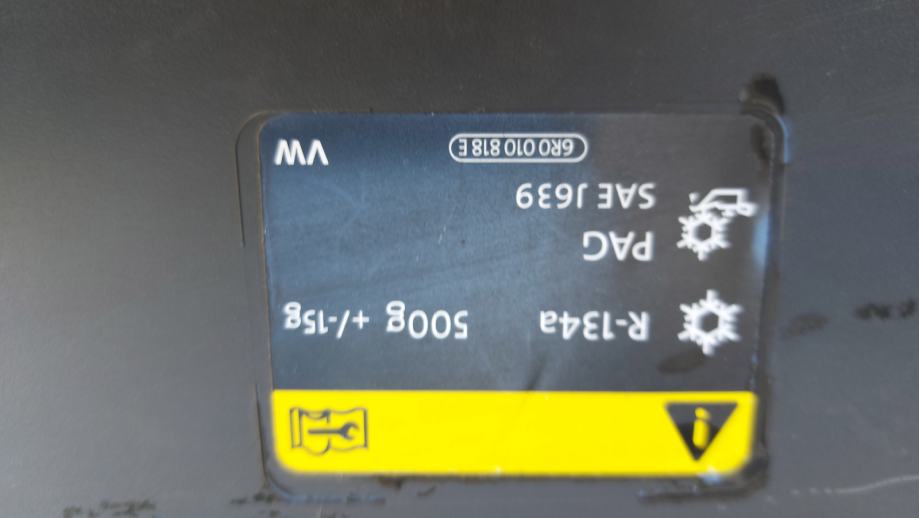 R-134a 500g +/-15g
PAG
SAE J639
6R0 010 818 E
VW